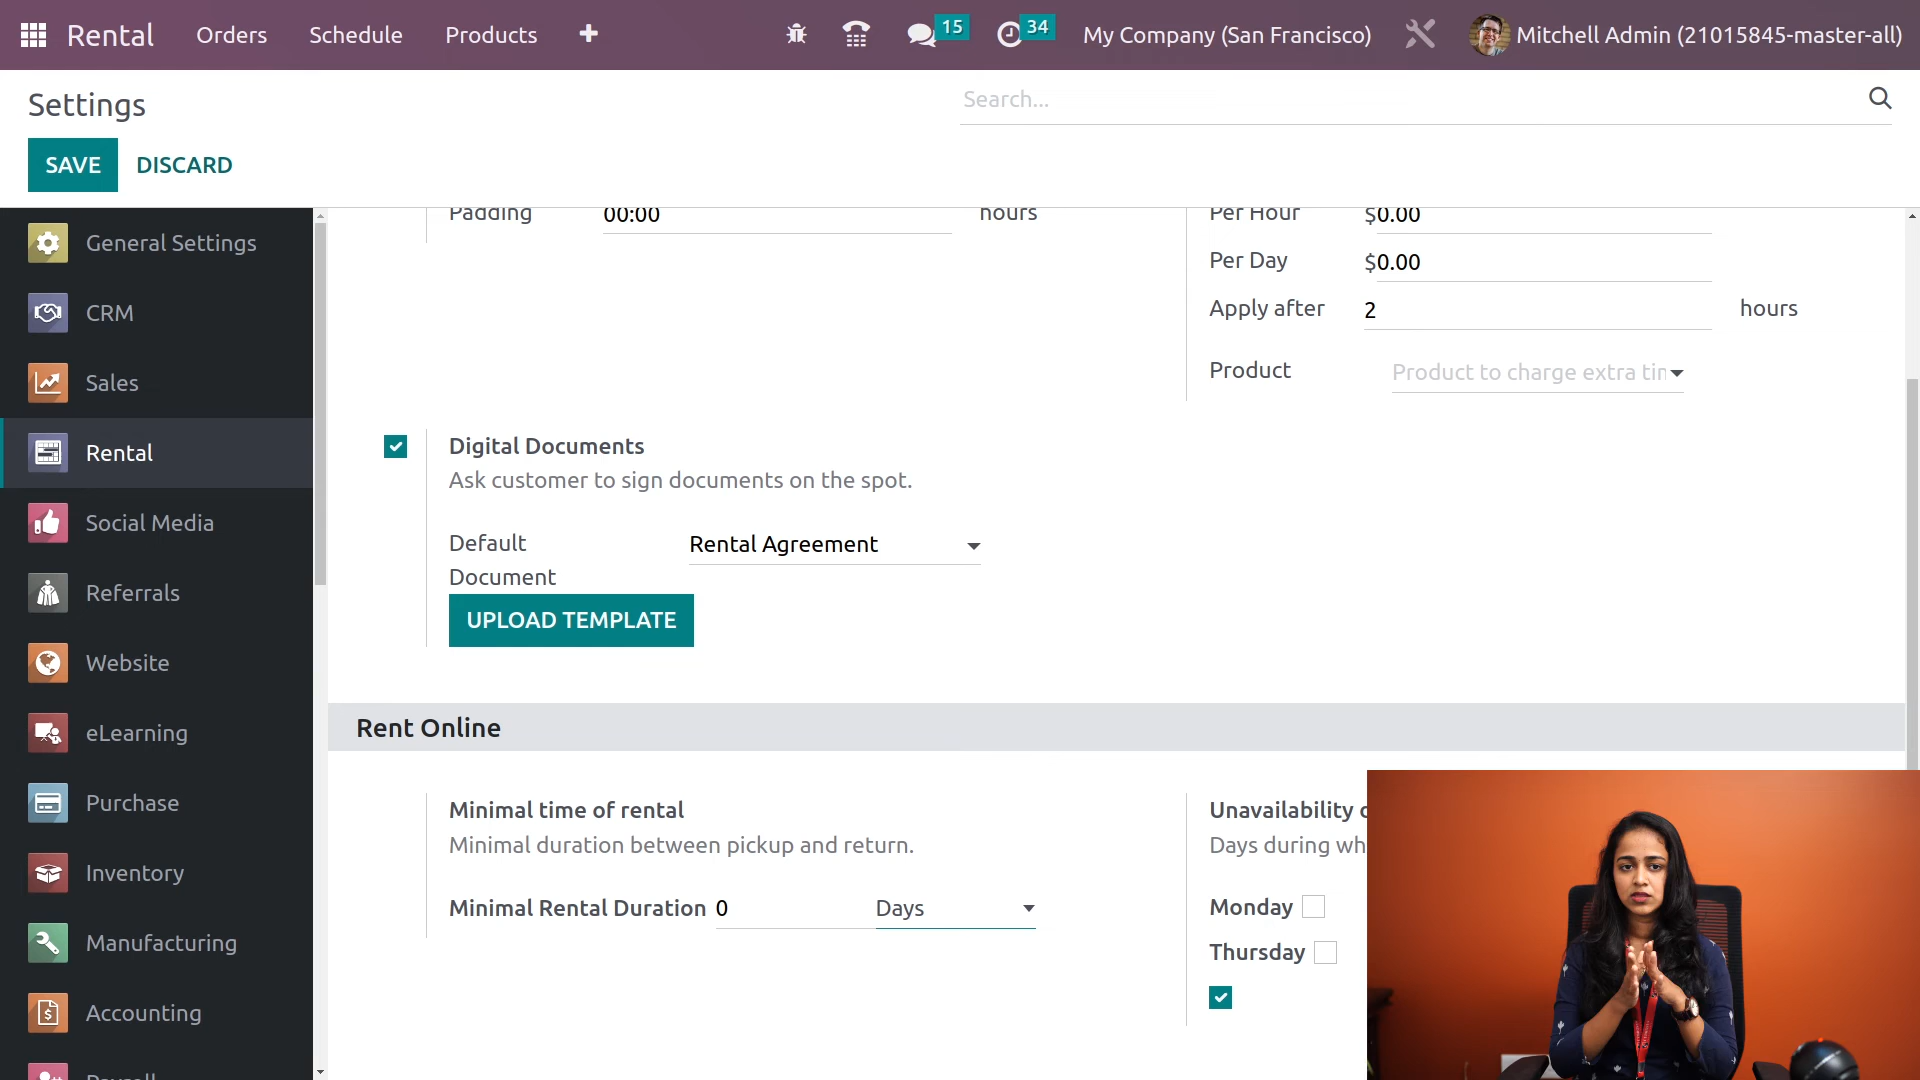 Rental Orders Schedule Products + 15 34 My Company (San Francisco) Mitchell Admin (21015845-master-all)
Settings
Search...
SAVE DISCARD
General Settings
CRM
Sales
Rental
Social Media
Referrals
Website
eLearning
Purchase
Inventory
Manufacturing
Accounting
Padding 00:00 hours
Per Hour $0.00
Per Day $0.00
Apply after 2 hours
Product Product to charge extra tim
Digital Documents
Ask customer to sign documents on the spot.
Default Document Rental Agreement
UPLOAD TEMPLATE
Rent Online
Minimal time of rental
Minimal duration between pickup and return.
Minimal Rental Duration 0 Days
Unavailability
Days during wh
Monday
Thursday